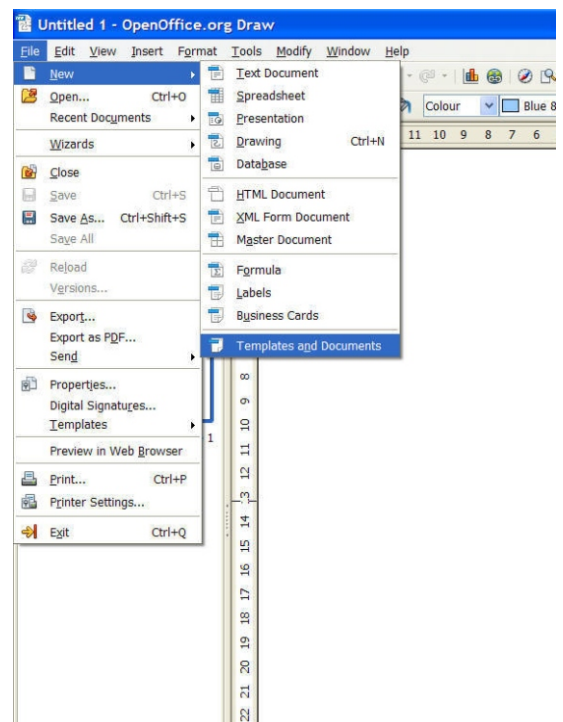 Untitled 1 - OpenOffice.org Draw
File Edit View Insert Format Tools Modify Window Help
New
Open... Ctrl+O
Recent Documents
Wizards
Close
Save Ctrl+S
Save As... Ctrl+Shift+S
Save All
Reload
Versions...
Export...
Export as PDF...
Send
Properties...
Digital Signatures...
Templates
Preview in Web Browser
Print... Ctrl+P
Printer Settings...
Exit Ctrl+Q
Text Document
Spreadsheet
Presentation
Drawing Ctrl+N
Database
HTML Document
XML Form Document
Master Document
Formula
Labels
Business Cards
Templates and Documents
Colour Blue 8
11 10 9 8 7 6
1
8
9
10
11
12
13
14
15
16
17
18
19
20
21
22